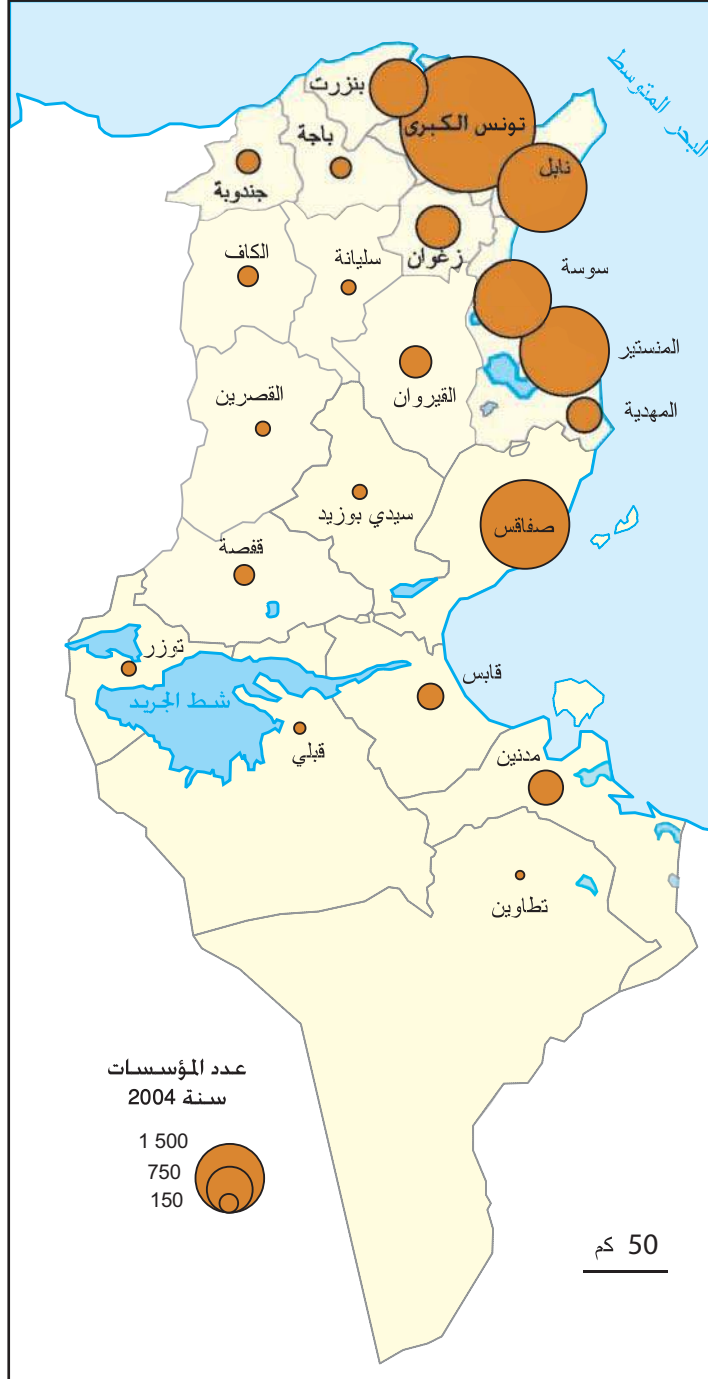 البحر المتوسط
بنزرت
تونس الكبرى
باجة
نابل
جندوبة
زغوان
الكاف
سليانة
سوسة
المنستير
القيروان
القصرين
المهدية
سيدي بوزيد
صفاقس
قفصة
توزر
قابس
شط الجريد
قبلي
مدنين
تطاوين
عدد المؤسسات
سنة 2004
1 500
750
150
50 كم